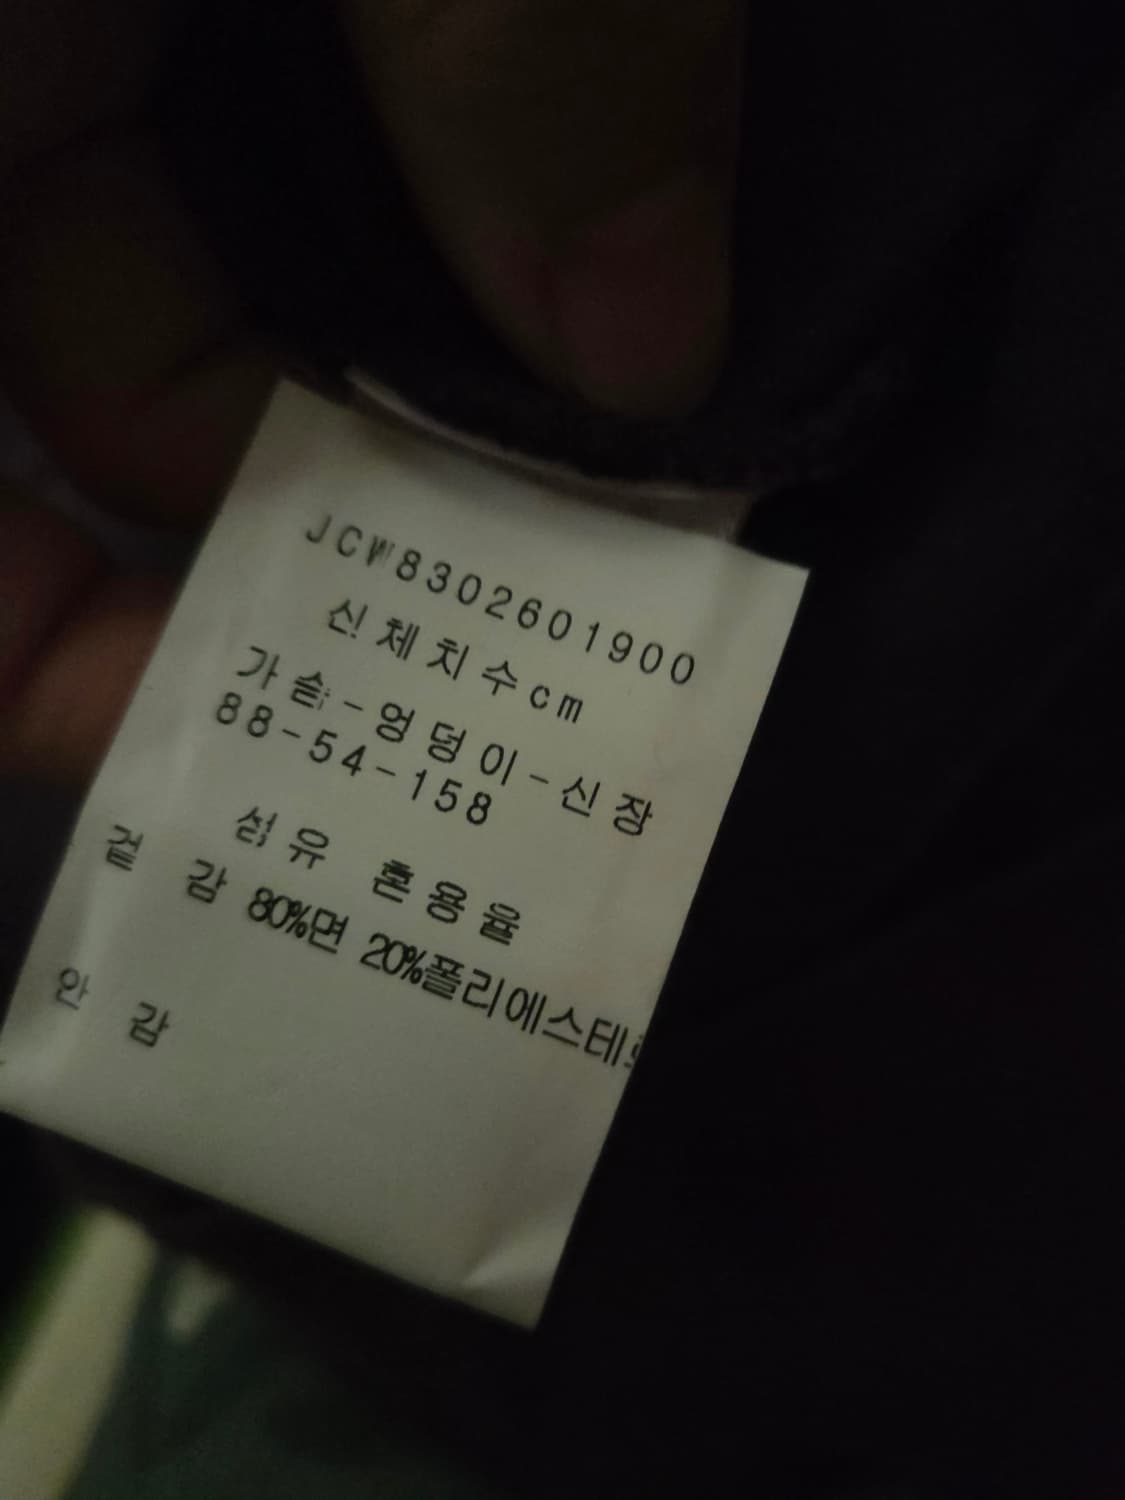 JCW8302601900
신체치수cm
가슴-엉덩이-신장
88-54-158
섬유 혼용율
겉 감 80%면 20%폴리에스테
안 감